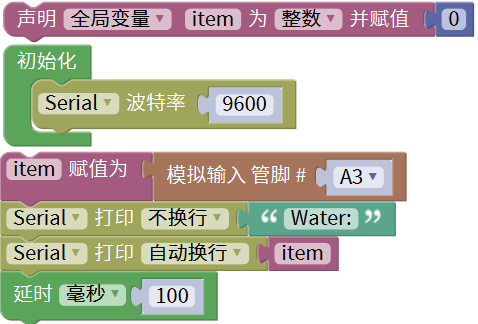 声明 全局变量 item 为 整数 并赋值 0
初始化
Serial 波特率 9600
item 赋值为 模拟输入 管脚 # A3
Serial 打印 不换行 “ Water: ”
Serial 打印 自动换行 item
延时 毫秒 100